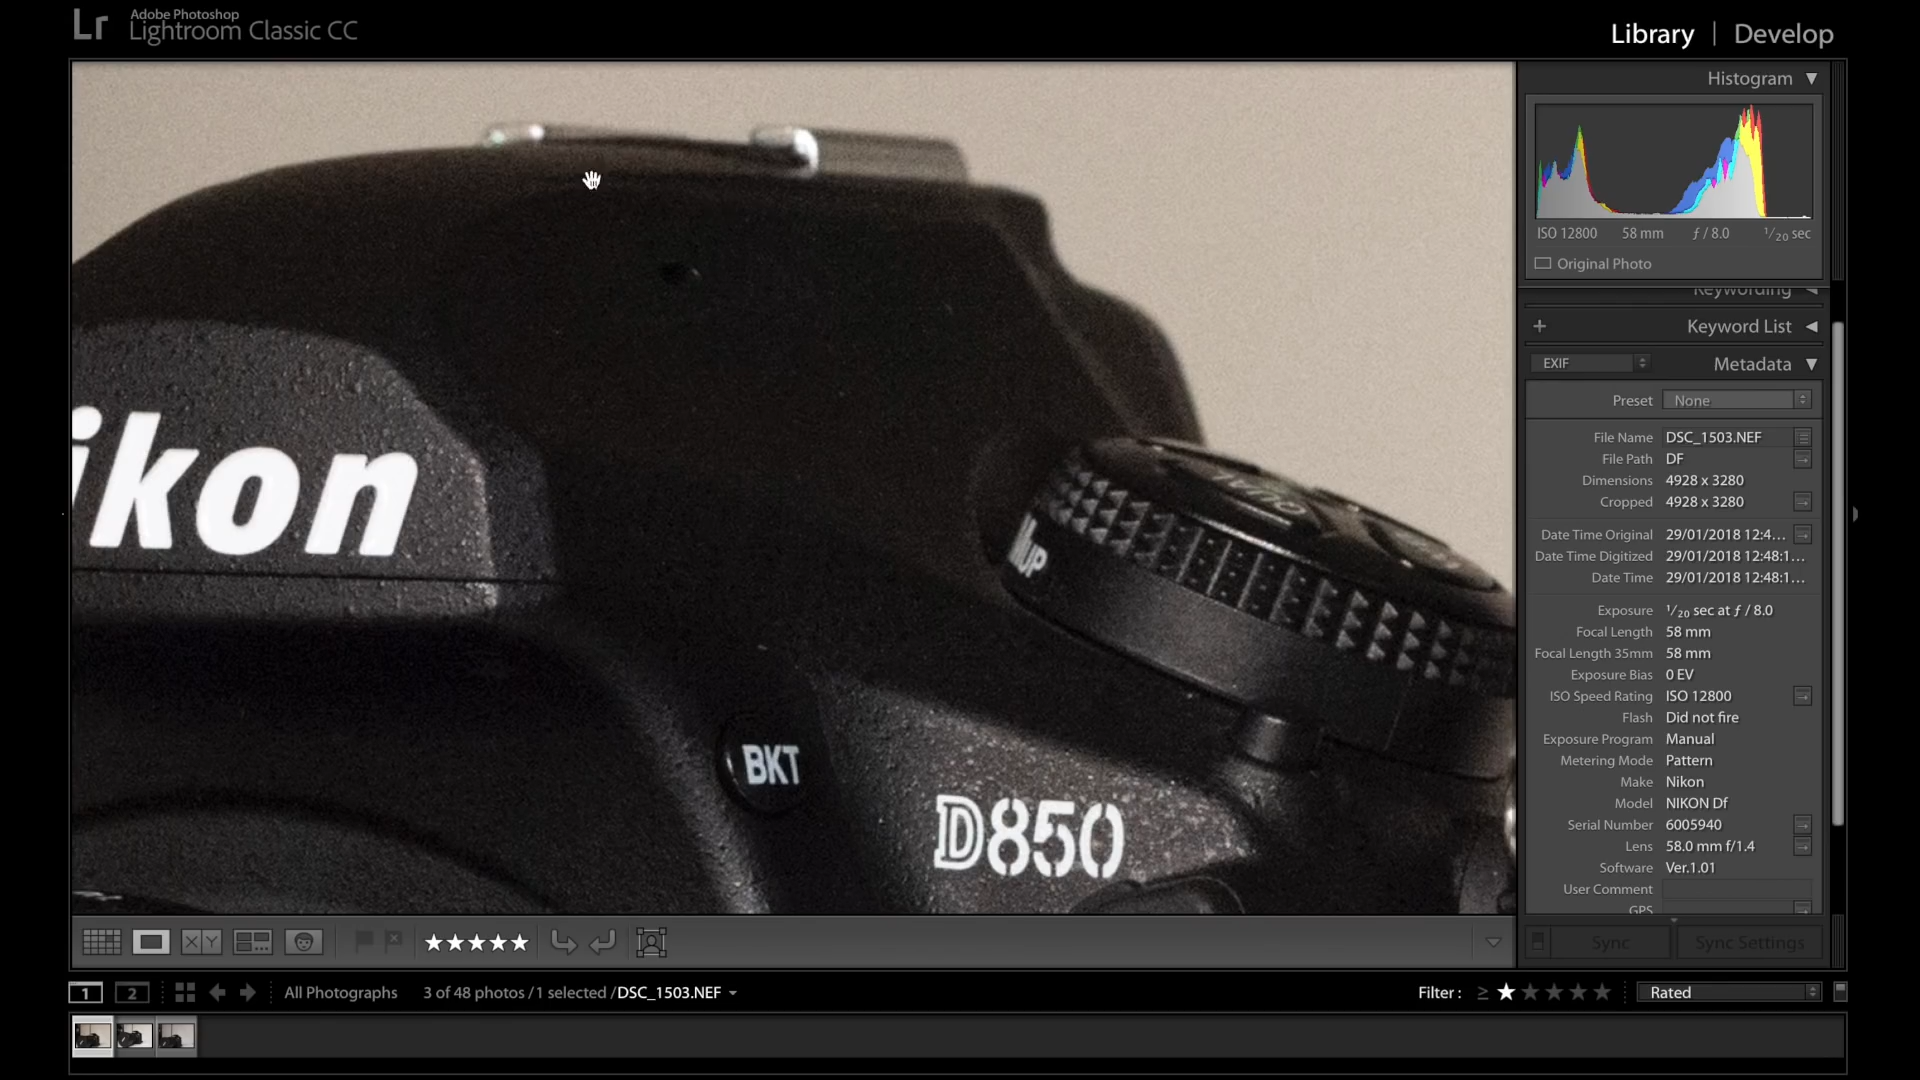 Lr Adobe Photoshop
Lightroom Classic CC
Library | Develop
Histogram
ISO 12800 58 mm ƒ / 8.0 1/20 sec
Original Photo
Keywording
+ Keyword List
EXIF Metadata
Preset None
File Name DSC_1503.NEF
File Path DF
Dimensions 4928 x 3280
Cropped 4928 x 3280
Date Time Original 29/01/2018 12:4...
Date Time Digitized 29/01/2018 12:48:1...
Date Time 29/01/2018 12:48:1...
Exposure 1/20 sec at ƒ / 8.0
Focal Length 58 mm
Focal Length 35mm 58 mm
Exposure Bias 0 EV
ISO Speed Rating ISO 12800
Flash Did not fire
Exposure Program Manual
Metering Mode Pattern
Make Nikon
Model NIKON Df
Serial Number 6005940
Lens 58.0 mm f/1.4
Software Ver.1.01
User Comment
GPS
Sync Sync Settings
ikon
QUAL
UP
BKT
D850
X Y
1 2 All Photographs 3 of 48 photos / 1 selected / DSC_1503.NEF
Filter : ≥ Rated